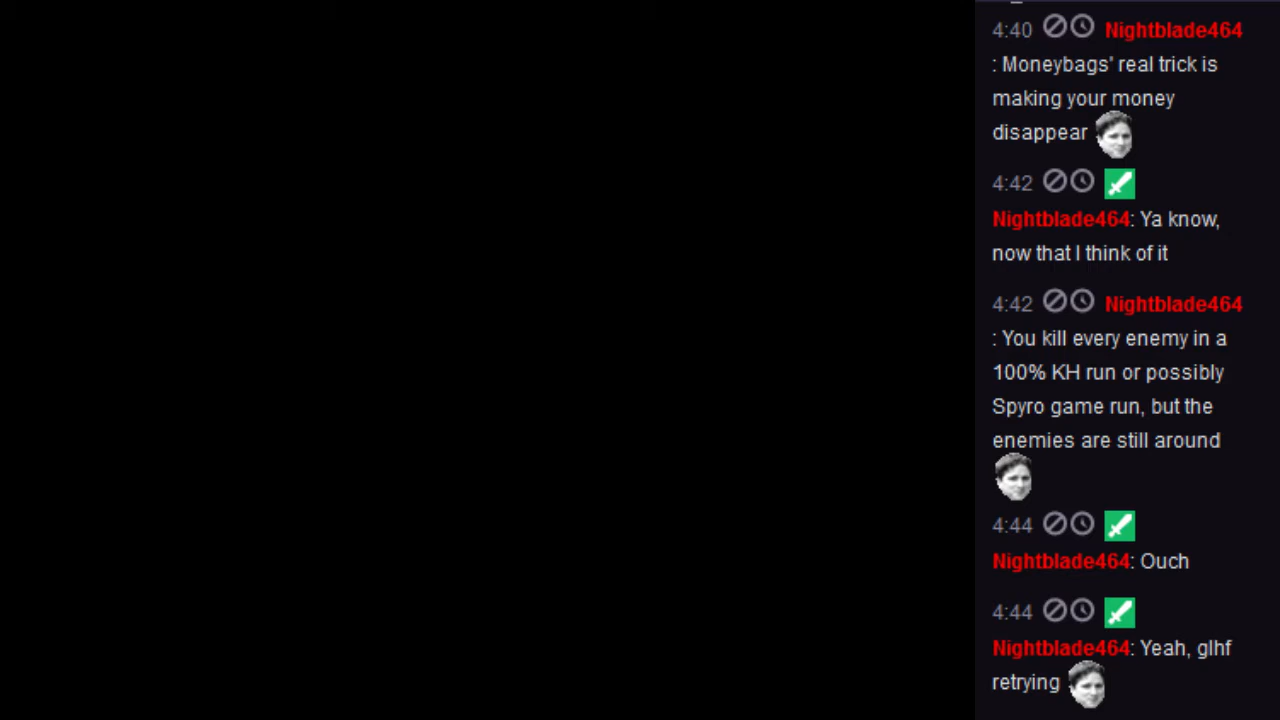 4:40 Nightblade464
: Moneybags' real trick is
making your money
disappear
4:42
Nightblade464: Ya know,
now that I think of it
4:42 Nightblade464
: You kill every enemy in a
100% KH run or possibly
Spyro game run, but the
enemies are still around
4:44
Nightblade464: Ouch
4:44
Nightblade464: Yeah, glhf
retrying